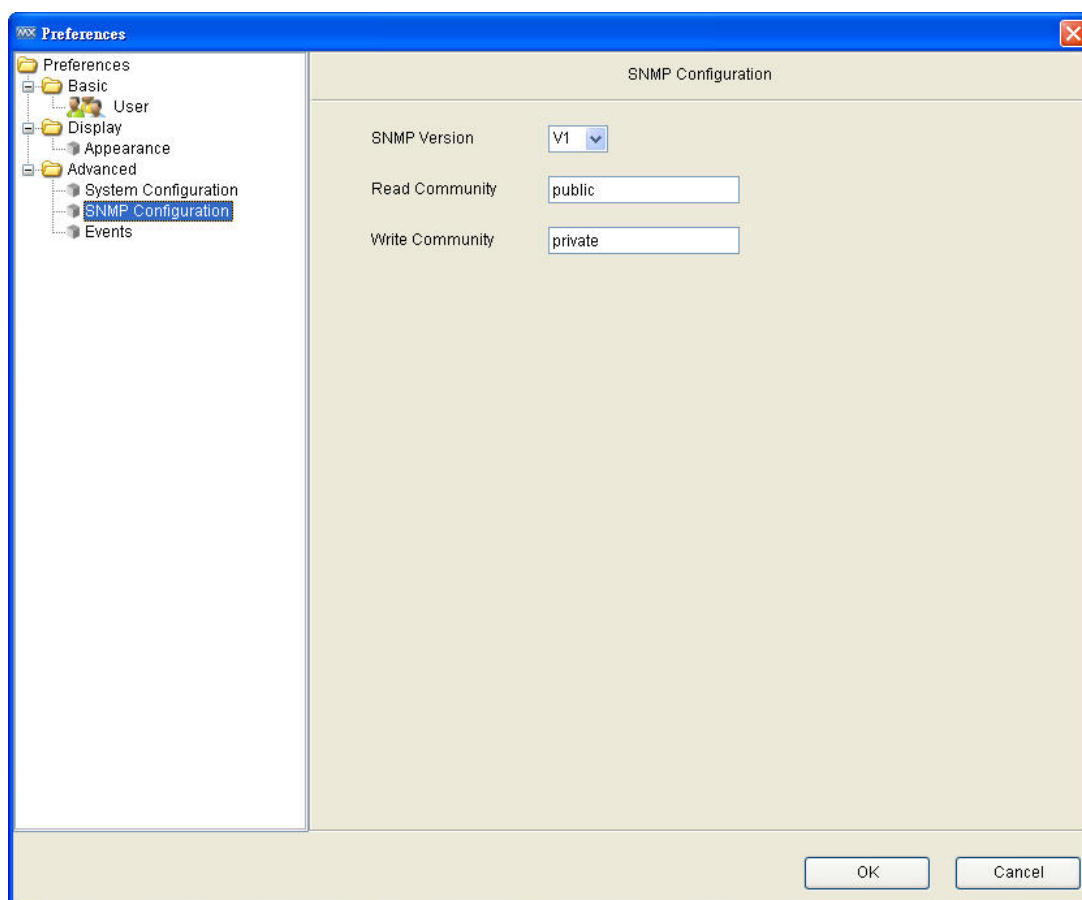 MX Preferences
Preferences
Basic
User
Display
Appearance
Advanced
System Configuration
SNMP Configuration
Events
SNMP Configuration
SNMP Version V1
Read Community public
Write Community private
OK Cancel